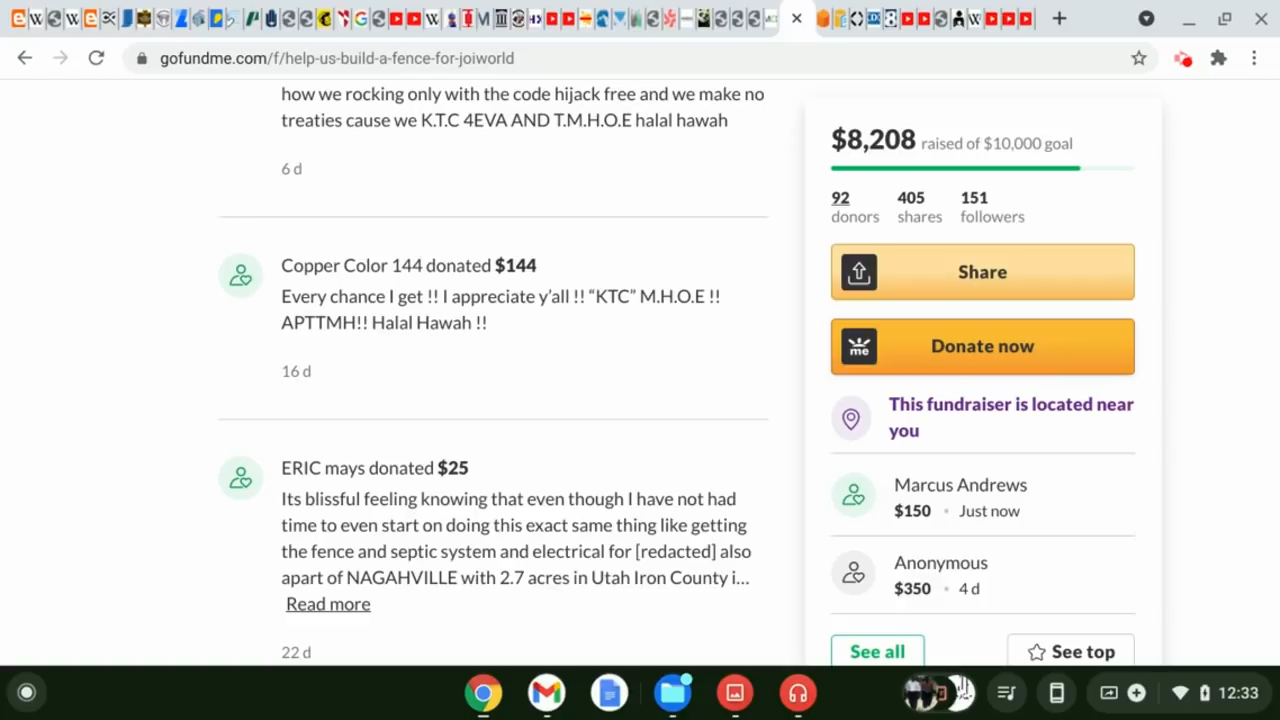 gofundme.com/f/help-us-build-a-fence-for-joiworld
how we rocking only with the code hijack free and we make no
treaties cause we K.T.C 4EVA AND T.M.H.O.E halal hawah
6 d
Copper Color 144 donated $144
Every chance I get !! I appreciate y'all !! “KTC” M.H.O.E !!
APTTMH!! Halal Hawah !!
16 d
ERIC mays donated $25
Its blissful feeling knowing that even though I have not had
time to even start on doing this exact same thing like getting
the fence and septic system and electrical for [redacted] also
apart of NAGAHVILLE with 2.7 acres in Utah Iron County i...
Read more
22 d
$8,208 raised of $10,000 goal
92 405 151
donors shares followers
Share
me Donate now
This fundraiser is located near
you
Marcus Andrews
$150 • Just now
Anonymous
$350 • 4 d
See all See top
12:33